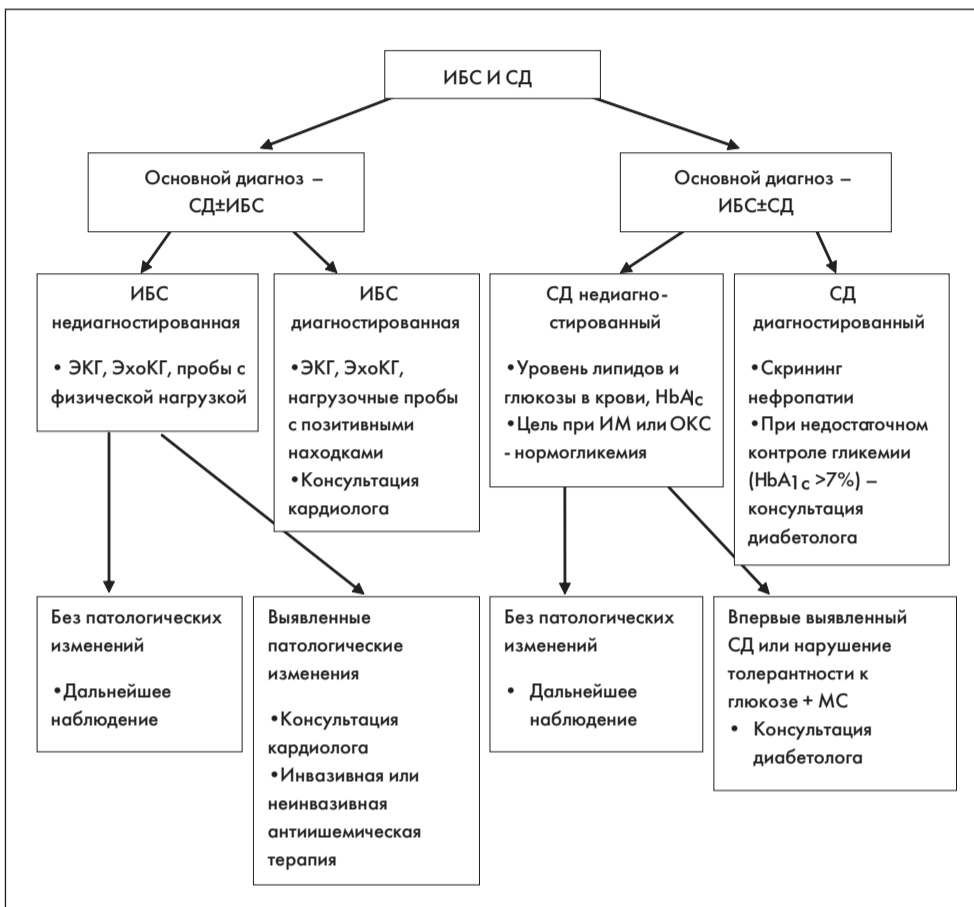 ИБС И СД
Основной диагноз –
СД±ИБС
Основной диагноз –
ИБС±СД
ИБС
недиагностированная
• ЭКГ, ЭхоКГ, пробы с
физической нагрузкой
ИБС
диагностированная
•ЭКГ, ЭхоКГ,
нагрузочные пробы
с позитивными
находками
•Консультация
кардиолога
СД недиагно-
стированный
•Уровень липидов и
глюкозы в крови, HbA1c
•Цель при ИМ или ОКС
- нормогликемия
СД
диагностированный
•Скрининг
нефропатии
•При недостаточном
контроле гликемии
(HbA1c >7%) –
консультация
диабетолога
Без патологических
изменений
•Дальнейшее
наблюдение
Выявленные
патологические
изменения
•Консультация
кардиолога
•Инвазивная или
неинвазивная
антиишемическая
терапия
Без патологических
изменений
• Дальнейшее
наблюдение
Впервые выявленный
СД или нарушение
толерантности к
глюкозе + МС
• Консультация
диабетолога